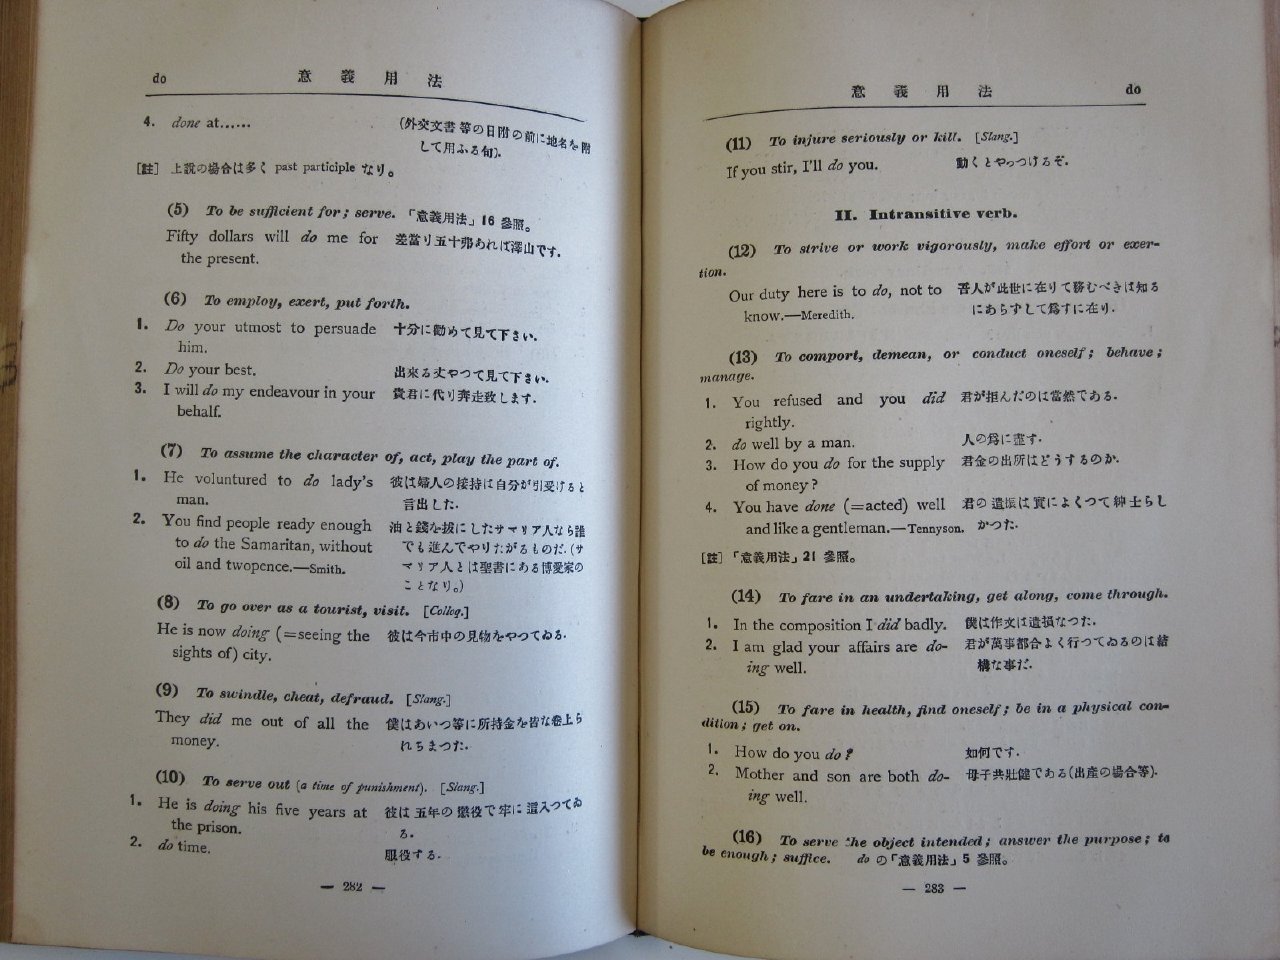 do 意義用法
4. done at...... (外交文書等の日附の前に地名を附
して用ふる句).
[註] 上說の場合は多く past participle なり。
(5) To be sufficient for; serve. 「意義用法」16 參照。
Fifty dollars will do me for 差當り五十弗あれば澤山です.
the present.
(6) To employ, exert, put forth.
1. Do your utmost to persuade 十分に勸めて見て下さい.
him.
2. Do your best. 出來る丈やつて見て下さい.
3. I will do my endeavour in your 貴君に代り奔走致します.
behalf.
(7) To assume the character of, act, play the part of.
1. He voluntured to do lady's 彼は婦人の接持は自分が引受けると
man. 言出した.
2. You find people ready enough 油と錢を拔にしたサマリア人なら誰
to do the Samaritan, without でも進んでやりたがるものだ.(サ
oil and twopence.—Smith. マリア人とは聖書にある博愛家の
ことなり。)
(8) To go over as a tourist, visit. [Colloq.]
He is now doing (=seeing the 彼は今市中の見物をやつてゐる.
sights of) city.
(9) To swindle, cheat, defraud. [Slang.]
They did me out of all the 僕はあいつ等に所持金を皆な卷上ら
money. れちまつた.
(10) To serve out (a time of punishment). [Slang.]
1. He is doing his five years at 彼は五年の懲役で牢に這入つてゐ
the prison. る.
2. do time. 服役する.
— 282 —
意義用法 do
(11) To injure seriously or kill. [Slang.]
If you stir, I'll do you. 動くとやっつけるぞ.
II. Intransitive verb.
(12) To strive or work vigorously, make effort or exer-
tion.
Our duty here is to do, not to 吾人が此世に在りて務むべきは知る
know.—Meredith. にあらずして爲すに在り.
(13) To comport, demean, or conduct oneself; behave;
manage.
1. You refused and you did 君が拒んだのは當然である.
rightly.
2. do well by a man. 人の爲に盡す.
3. How do you do for the supply 君金の出所はどうするのか.
of money?
4. You have done (=acted) well 君の遣振は實によくつて紳士らし
and like a gentleman.—Tennyson. かつた.
[註] 「意義用法」21 參照。
(14) To fare in an undertaking, get along, come through.
1. In the composition I did badly. 僕は作文は遣損なつた.
2. I am glad your affairs are do- 君が萬事都合よく行つてゐるのは結
ing well. 構な事だ.
(15) To fare in health, find oneself; be in a physical con-
dition; get on.
1. How do you do? 如何です.
2. Mother and son are both do- 母子共壯健である(出產の場合等).
ing well.
(16) To serve the object intended; answer the purpose; to
be enough; suffice. do の「意義用法」5 參照。
— 283 —